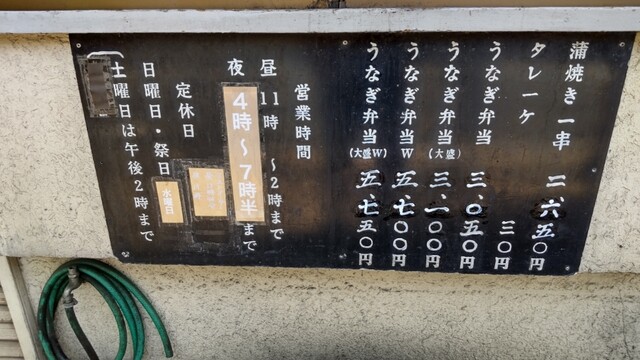 蒲焼き一串 二、六五〇円
タレーケ 三〇円
うなぎ弁当 三、〇五〇円
うなぎ弁当(大盛) 三、一〇〇円
うなぎ弁当W 五、七〇〇円
うなぎ弁当(大盛W) 五、七五〇円
営業時間
昼 11時 〜2時まで
夜 4時〜7時半まで
定休日
日曜日・祭日 水曜日
(土曜日は午後2時まで